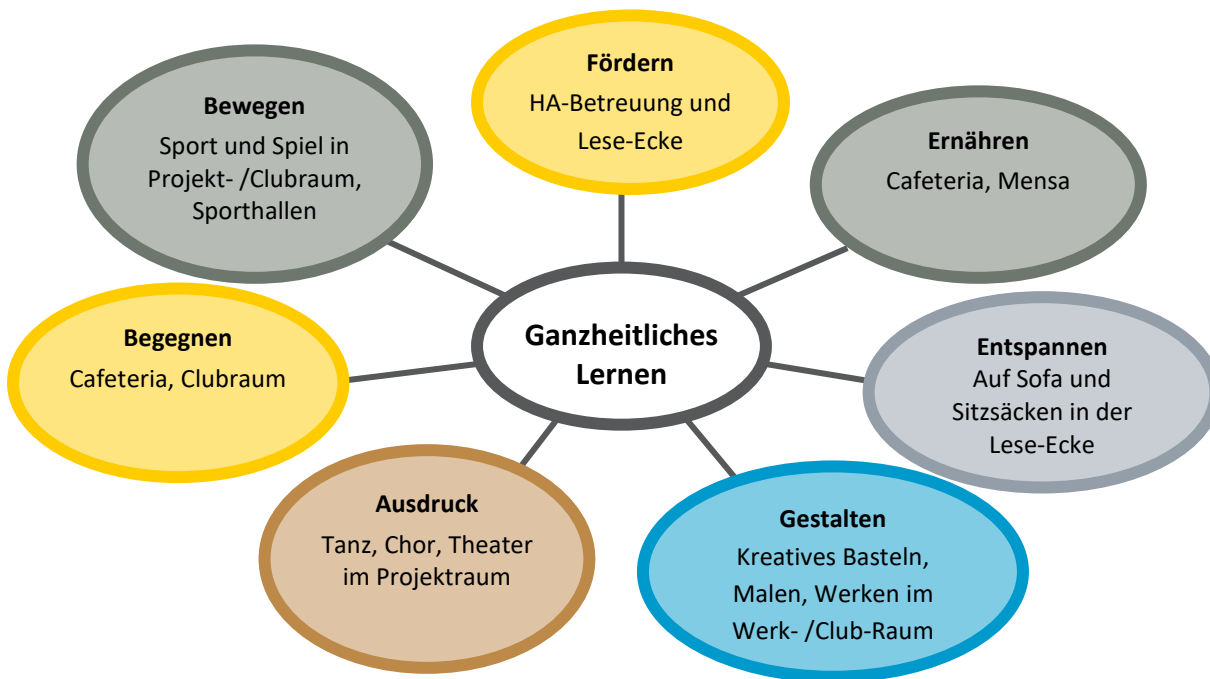 Fördern
HA-Betreuung und
Lese-Ecke
Bewegen
Sport und Spiel in
Projekt- /Clubraum,
Sporthallen
Ernähren
Cafeteria, Mensa
Ganzheitliches
Lernen
Begegnen
Cafeteria, Clubraum
Entspannen
Auf Sofa und
Sitzsäcken in der
Lese-Ecke
Ausdruck
Tanz, Chor, Theater
im Projektraum
Gestalten
Kreatives Basteln,
Malen, Werken im
Werk- /Club-Raum